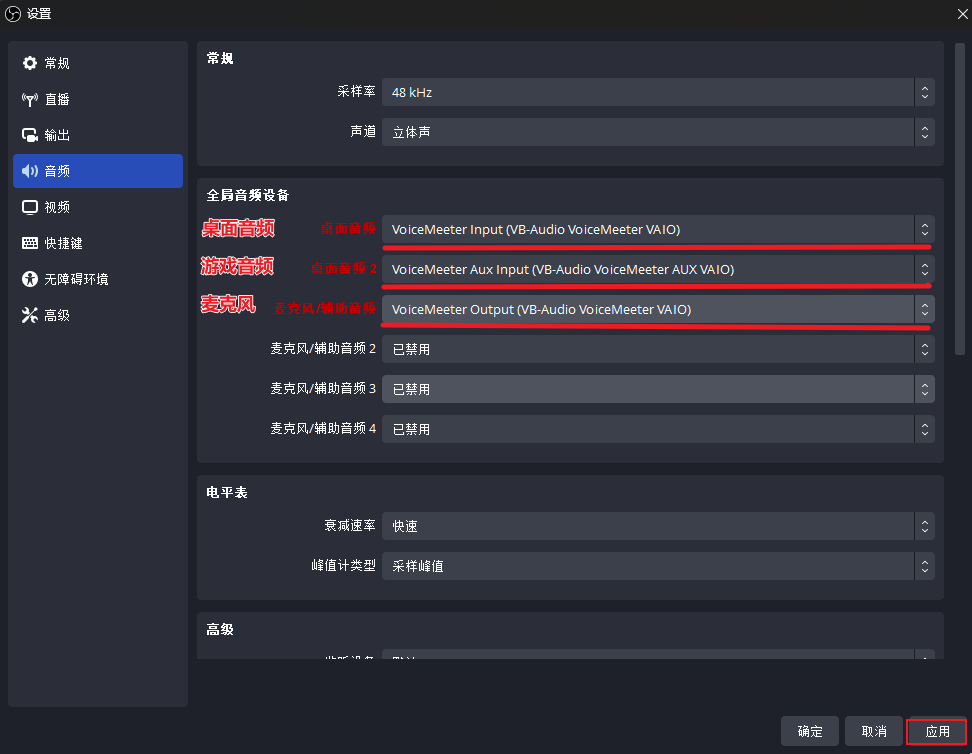 设置
常规
直播
输出
音频
视频
快捷键
无障碍环境
高级
常规
采样率 48 kHz
声道 立体声
全局音频设备
桌面音频 桌面音频 VoiceMeeter Input (VB-Audio VoiceMeeter VAIO)
游戏音频 桌面音频 2 VoiceMeeter Aux Input (VB-Audio VoiceMeeter AUX VAIO)
麦克风 麦克风/辅助音频 VoiceMeeter Output (VB-Audio VoiceMeeter VAIO)
麦克风/辅助音频 2 已禁用
麦克风/辅助音频 3 已禁用
麦克风/辅助音频 4 已禁用
电平表
衰减速率 快速
峰值计类型 采样峰值
高级
确定 取消 应用